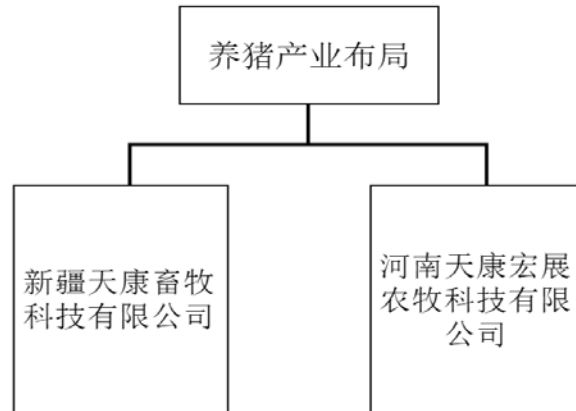 养猪产业布局
新疆天康畜牧
科技有限公司
河南天康宏展
农牧科技有限
公司